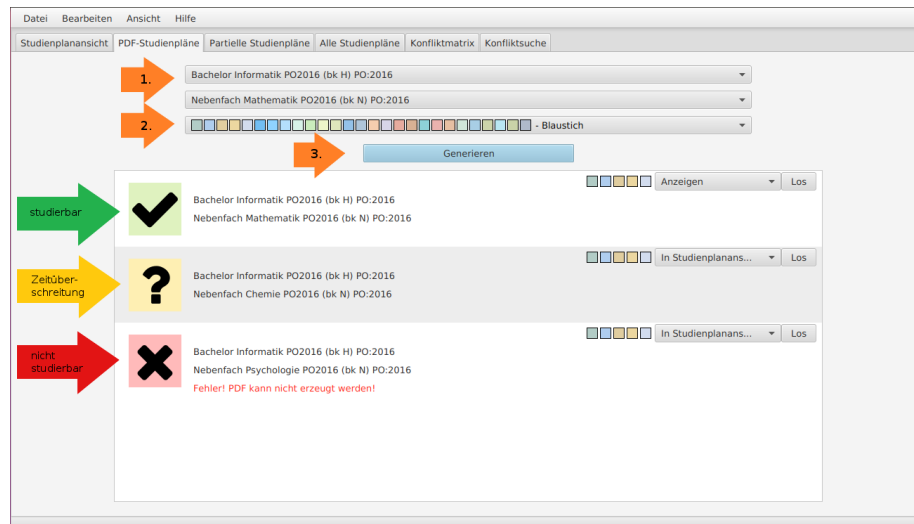 Datei Bearbeiten Ansicht Hilfe
Studienplanansicht PDF-Studienpläne Partielle Studienpläne Alle Studienpläne Konfliktmatrix Konfliktsuche
1. Bachelor Informatik PO2016 (bk H) PO:2016
Nebenfach Mathematik PO2016 (bk N) PO:2016
2. - Blaustich
3. Generieren
Anzeigen Los
studierbar
Bachelor Informatik PO2016 (bk H) PO:2016
Nebenfach Mathematik PO2016 (bk N) PO:2016
In Studienplanans... Los
Zeitüber-
schreitung
Bachelor Informatik PO2016 (bk H) PO:2016
Nebenfach Chemie PO2016 (bk N) PO:2016
In Studienplanans... Los
nicht
studierbar
Bachelor Informatik PO2016 (bk H) PO:2016
Nebenfach Psychologie PO2016 (bk N) PO:2016
Fehler! PDF kann nicht erzeugt werden!